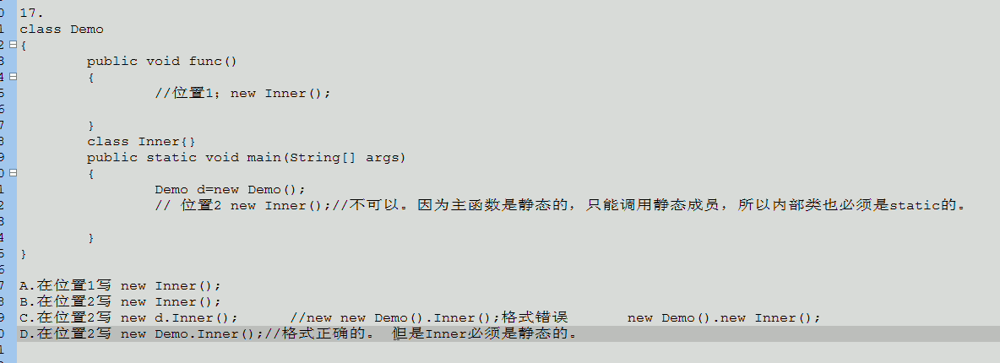 17.
class Demo
{
public void func()
{
//位置1；new Inner();
}
class Inner{}
public static void main(String[] args)
{
Demo d=new Demo();
// 位置2 new Inner();//不可以。因为主函数是静态的，只能调用静态成员，所以内部类也必须是static的。
}
}
A.在位置1写 new Inner();
B.在位置2写 new Inner();
C.在位置2写 new d.Inner(); //new new Demo().Inner();格式错误 new Demo().new Inner();
D.在位置2写 new Demo.Inner();//格式正确的。 但是Inner必须是静态的。